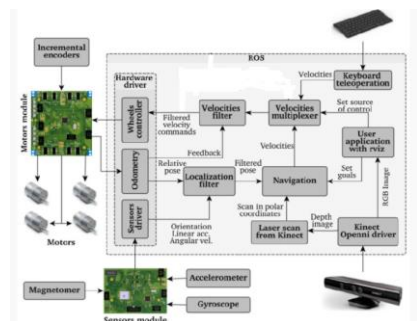 Incremental
encoders
ROS
Hardware
driver
Velocities
Keyboard
teleoperation
Motors module
Wheels
controller
Filtered
velocity
commands
Velocities
filter
Velocities
multiplexer
Set source
of control
User
application
with rviz
Feedback
Velocities
Odometry
Relative
pose
Localization
filter
Filtered
pose
Navigation
Set
goals
RGB Image
Motors
Sensors
driver
Orientation
Linear acc.
Angular vel.
Scan in polar
coordinates
Laser scan
from Kinect
Depth
image
Kinect
Openni driver
Magnetomer
Accelerometer
Gyroscope
Sensors module